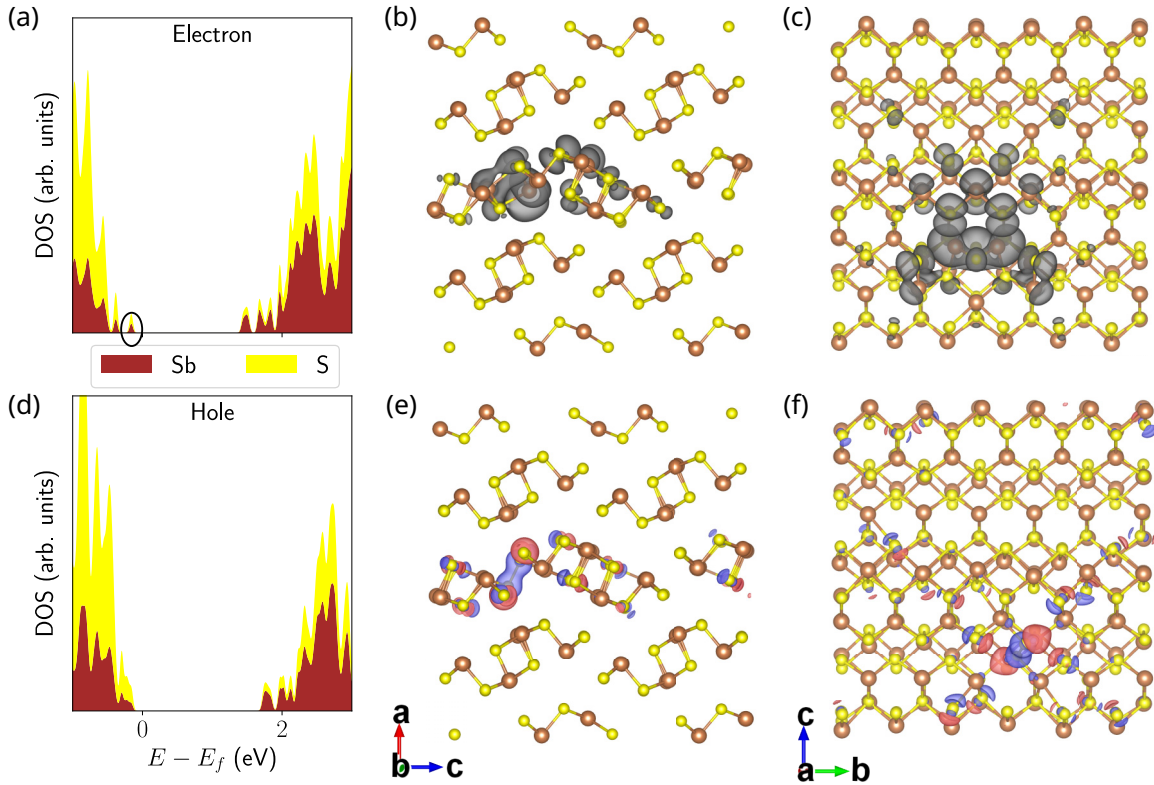 (a)
Electron
DOS (arb. units)
Sb S
(b)
(c)
(d)
Hole
DOS (arb. units)
0 2
E − E_f (eV)
(e)
a
b c
(f)
c
a b